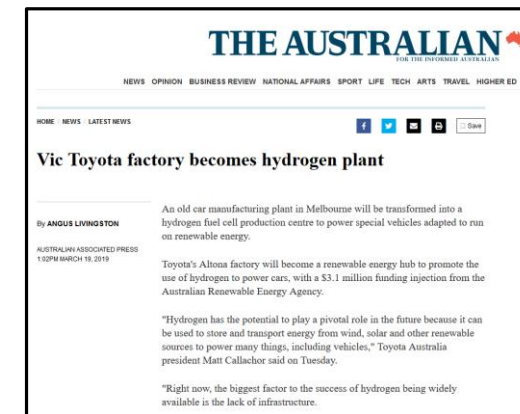 THE AUSTRALIAN
FOR THE INFORMED AUSTRALIAN
NEWS OPINION BUSINESS REVIEW NATIONAL AFFAIRS SPORT LIFE TECH ARTS TRAVEL HIGHER ED
HOME / NEWS / LATEST NEWS
f Save
Vic Toyota factory becomes hydrogen plant
By ANGUS LIVINGSTON
AUSTRALIAN ASSOCIATED PRESS
1:02PM MARCH 19, 2019
An old car manufacturing plant in Melbourne will be transformed into a
hydrogen fuel cell production centre to power special vehicles adapted to run
on renewable energy.
Toyota's Altona factory will become a renewable energy hub to promote the
use of hydrogen to power cars, with a $3.1 million funding injection from the
Australian Renewable Energy Agency.
"Hydrogen has the potential to play a pivotal role in the future because it can
be used to store and transport energy from wind, solar and other renewable
sources to power many things, including vehicles," Toyota Australia
president Matt Callachor said on Tuesday.
"Right now, the biggest factor to the success of hydrogen being widely
available is the lack of infrastructure.